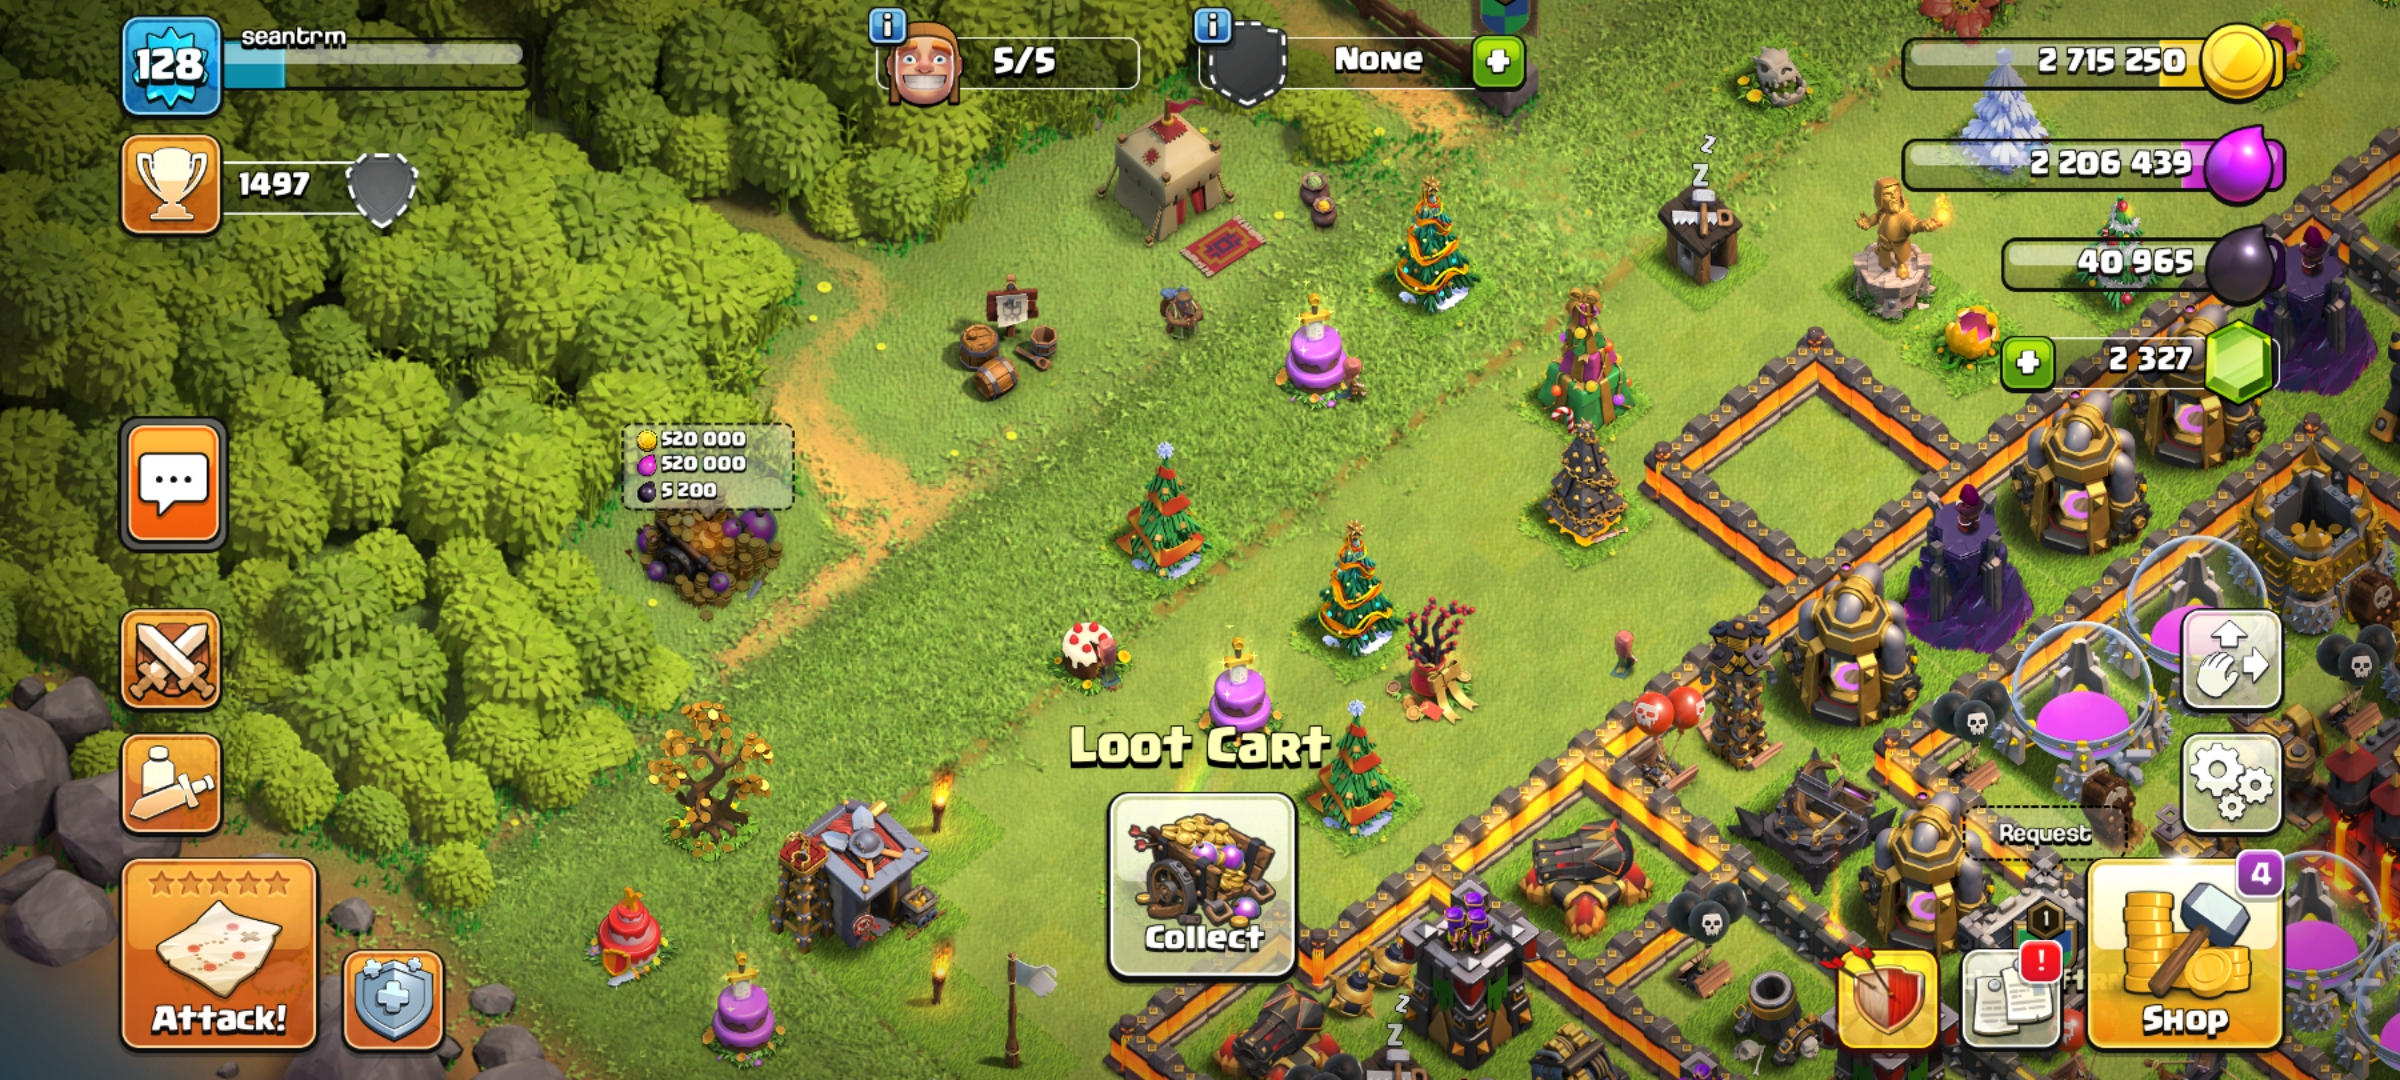 128
seantrm
5/5
None
2 715 250
1497
2 206 439
40 965
2 327
520 000
520 000
5 200
Loot Cart
Collect
Request
4
1
!
Attack!
Shop
z
Z
z
Z